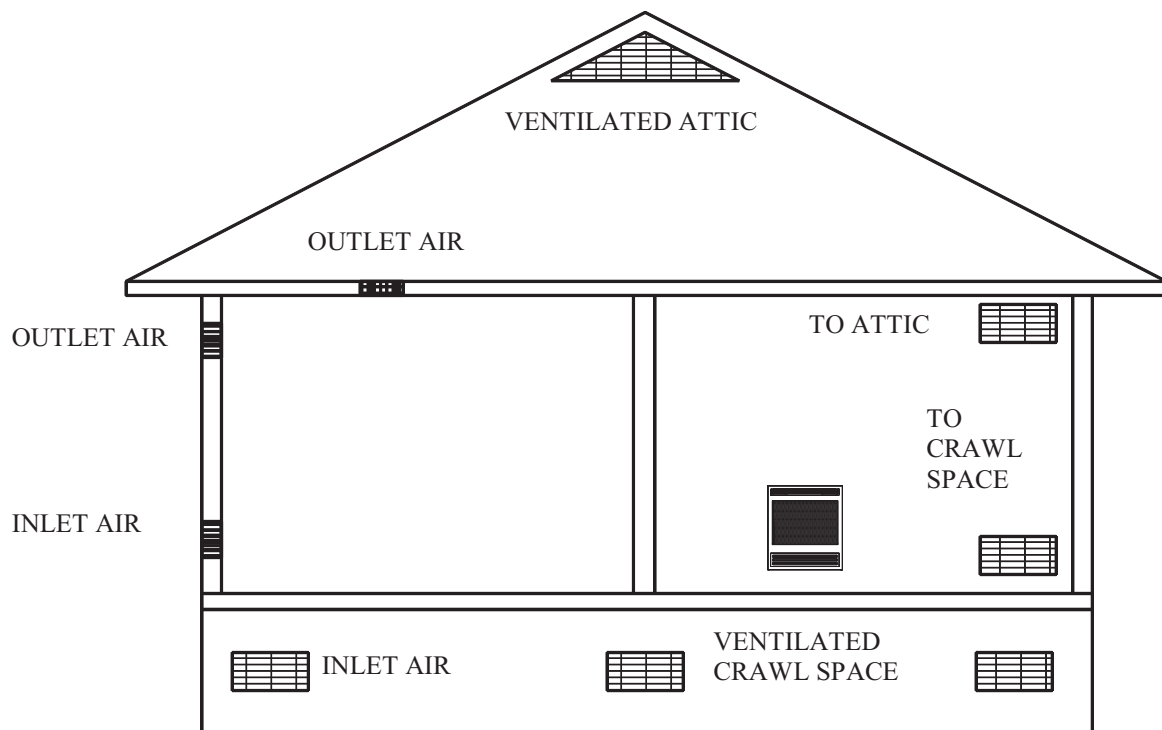 VENTILATED ATTIC
OUTLET AIR
OUTLET AIR
TO ATTIC
TO
CRAWL
SPACE
INLET AIR
INLET AIR
VENTILATED
CRAWL SPACE